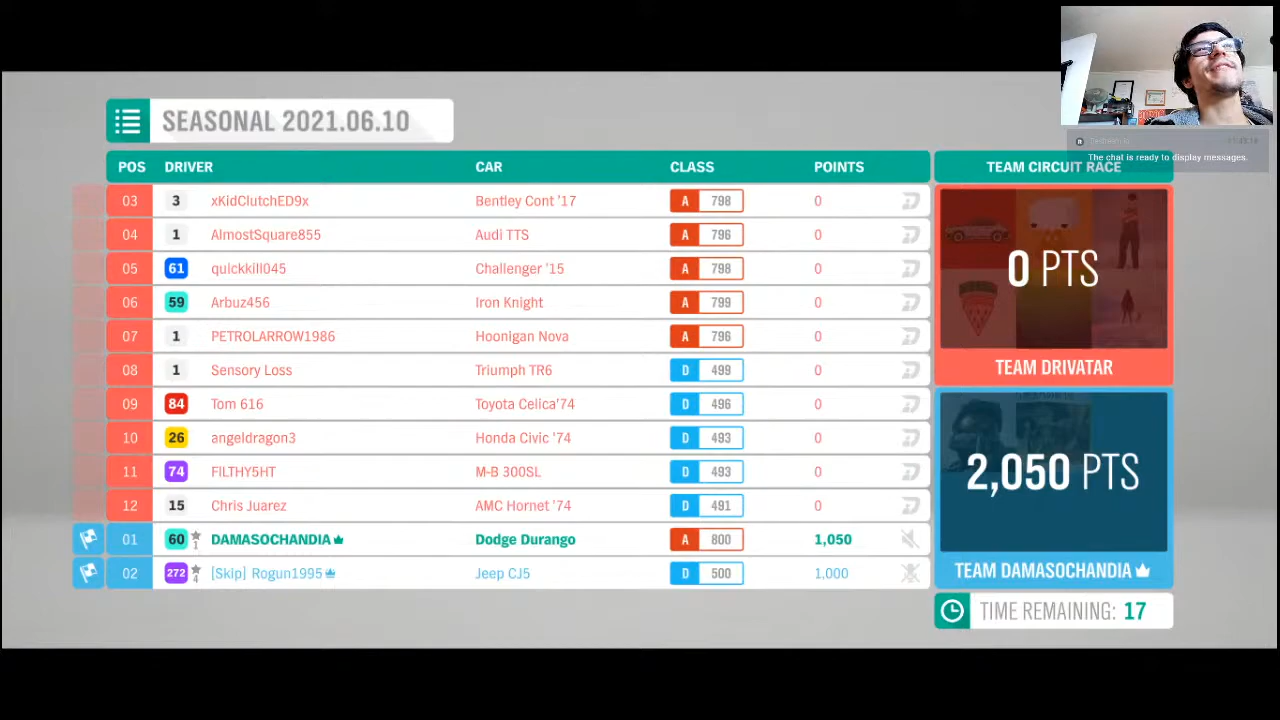 SEASONAL 2021.06.10
POS DRIVER CAR CLASS POINTS TEAM CIRCUIT RACE
The chat is ready to display messages.
03 3 xKidClutchED9x Bentley Cont '17 A 798 0
04 1 AlmostSquare855 Audi TTS A 796 0
05 61 quickkill045 Challenger '15 A 798 0
06 59 Arbuz456 Iron Knight A 799 0
07 1 PETROLARROW1986 Hoonigan Nova A 796 0
08 1 Sensory Loss Triumph TR6 D 499 0
09 84 Tom 616 Toyota Celica'74 D 496 0
10 26 angeldragon3 Honda Civic '74 D 493 0
11 74 FILTHY5HT M-B 300SL D 493 0
12 15 Chris Juarez AMC Hornet '74 D 491 0
01 60 1 DAMASOCHANDIA Dodge Durango A 800 1,050
02 272 4 [Skip] Rogun1995 Jeep CJ5 D 500 1,000
0 PTS
TEAM DRIVATAR
2,050 PTS
TEAM DAMASOCHANDIA
TIME REMAINING: 17